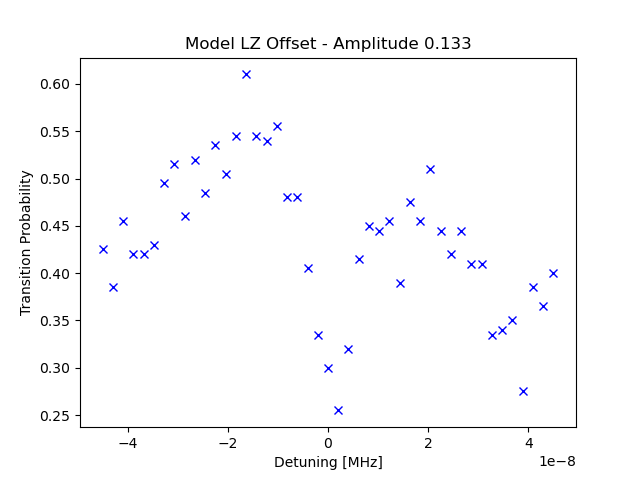 Model LZ Offset - Amplitude 0.133
Transition Probability
0.60
0.55
0.50
0.45
0.40
0.35
0.30
0.25
−4 −2 0 2 4
1e−8
Detuning [MHz]